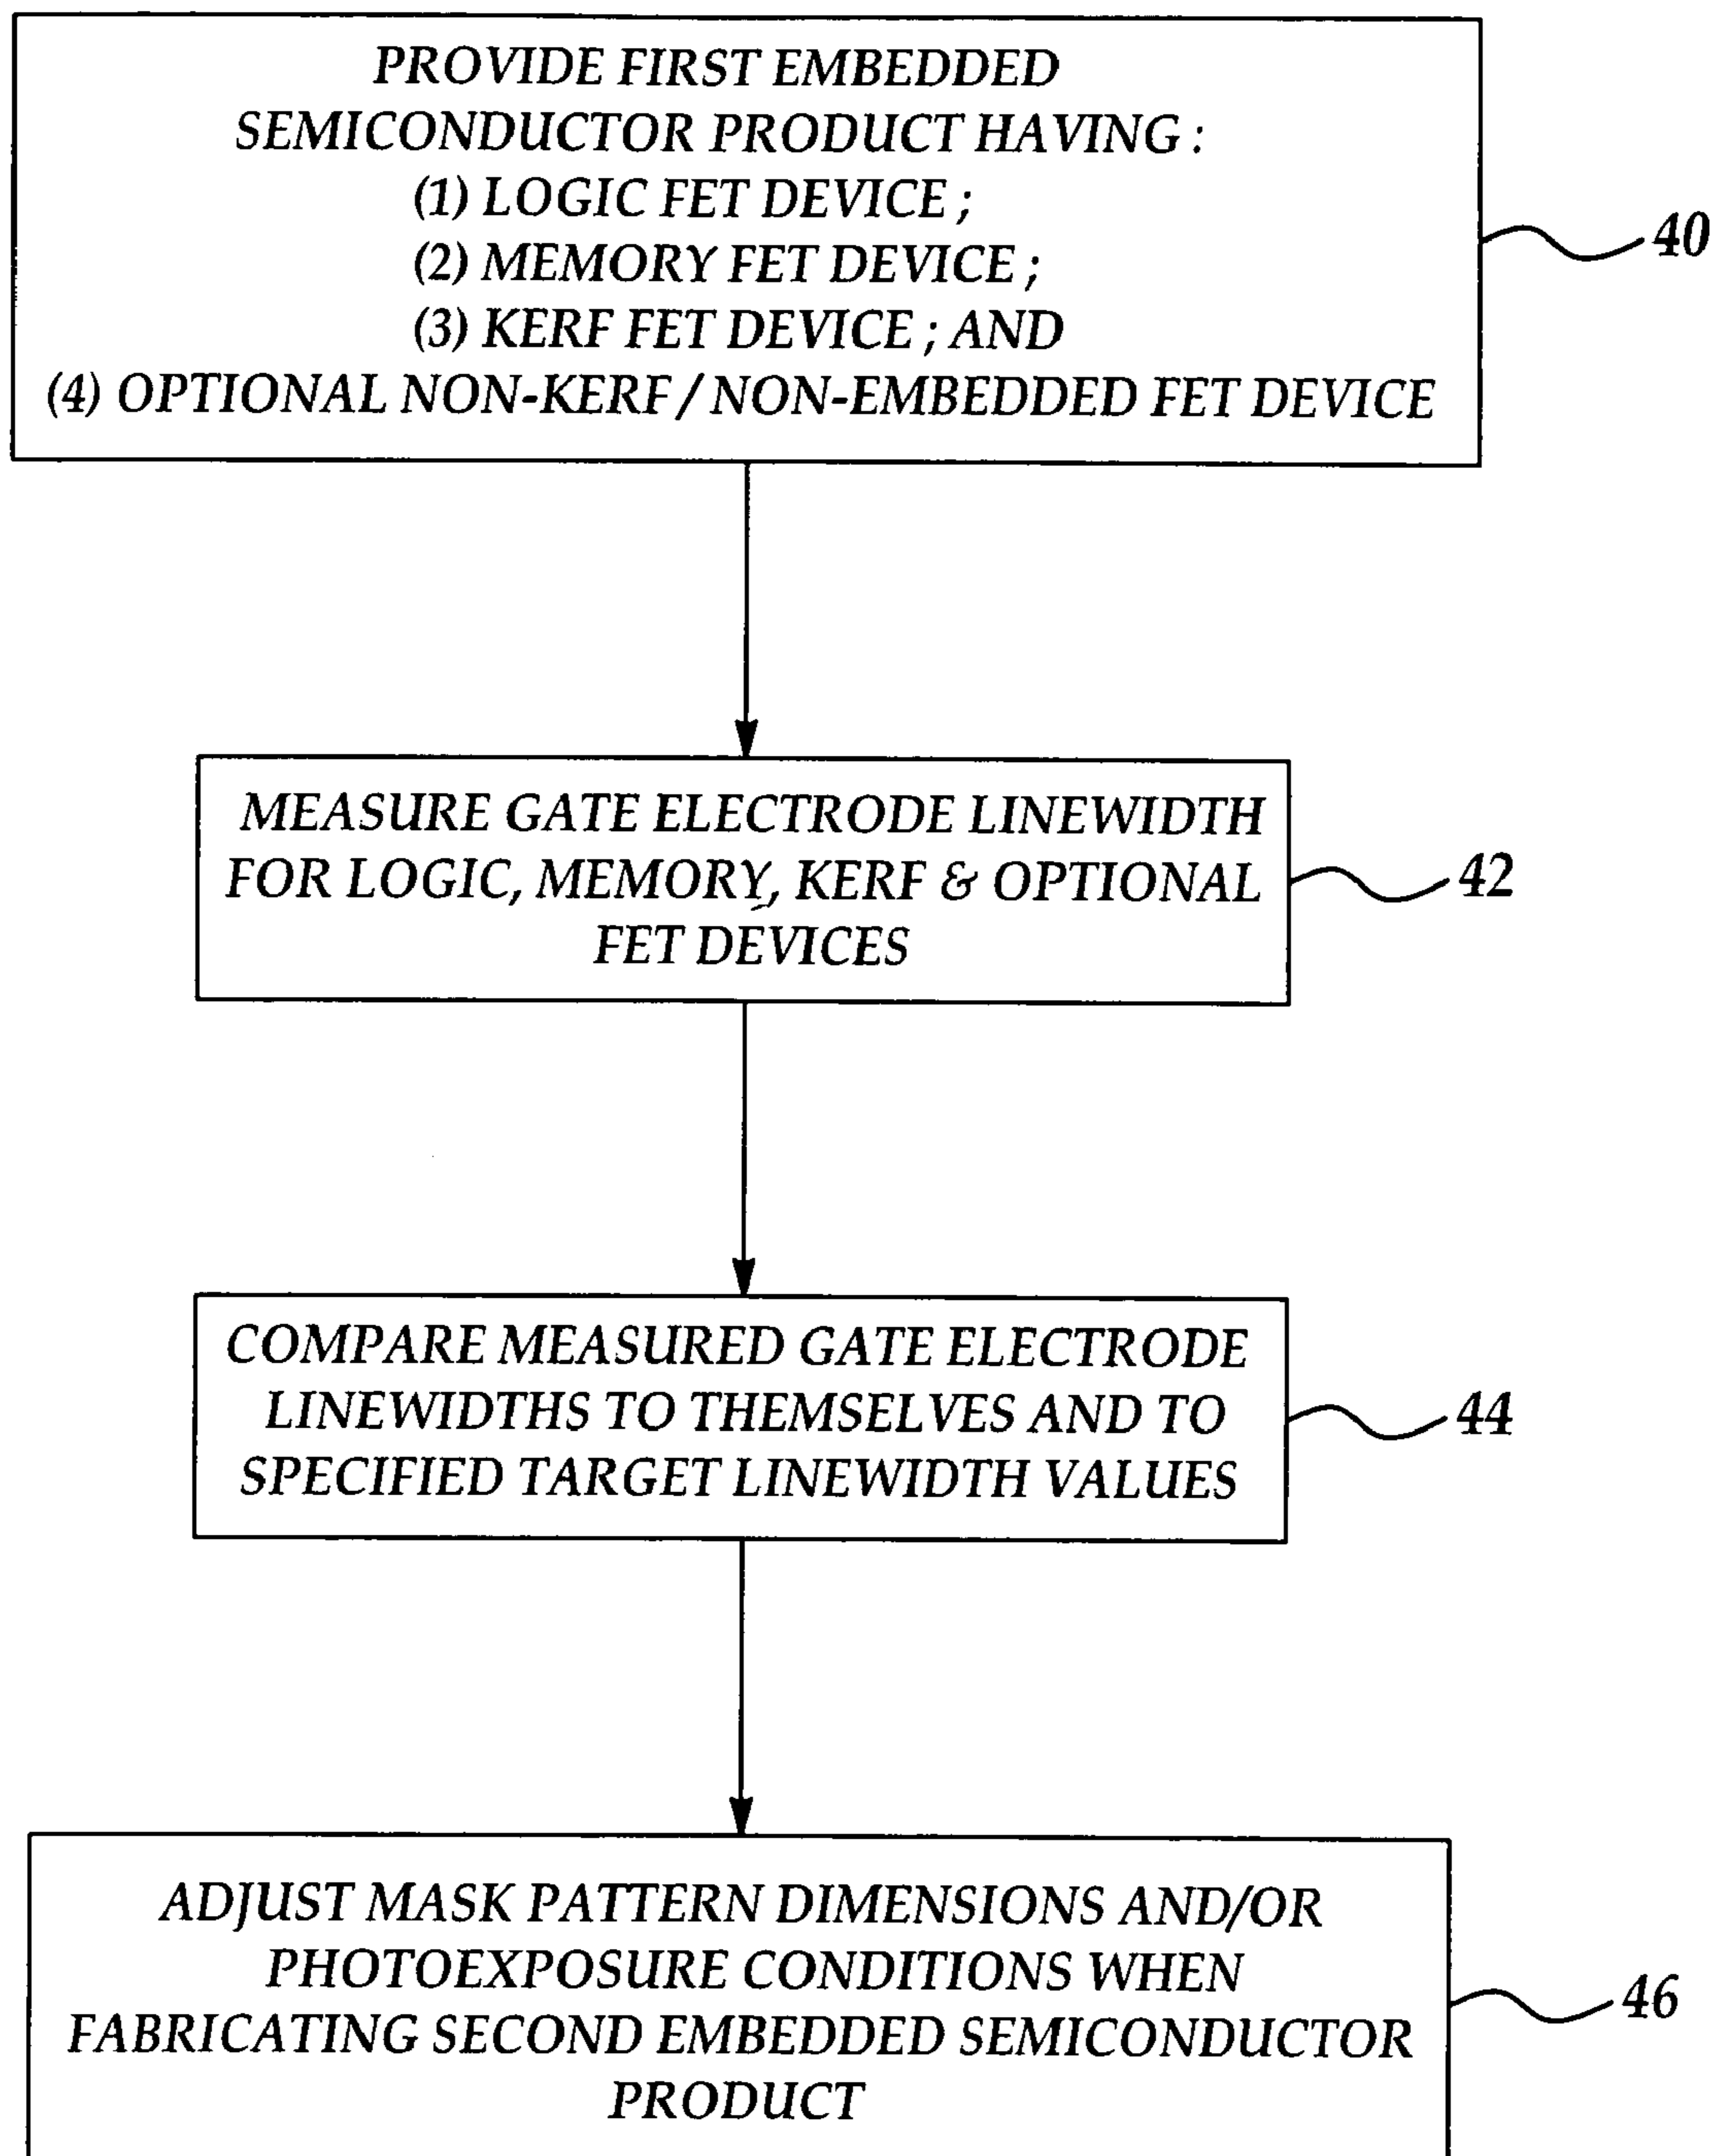 PROVIDE FIRST EMBEDDED
SEMICONDUCTOR PRODUCT HAVING :
(1) LOGIC FET DEVICE ;
(2) MEMORY FET DEVICE ;
(3) KERF FET DEVICE ; AND
(4) OPTIONAL NON-KERF / NON-EMBEDDED FET DEVICE
40
MEASURE GATE ELECTRODE LINEWIDTH
FOR LOGIC, MEMORY, KERF & OPTIONAL
FET DEVICES
42
COMPARE MEASURED GATE ELECTRODE
LINEWIDTHS TO THEMSELVES AND TO
SPECIFIED TARGET LINEWIDTH VALUES
44
ADJUST MASK PATTERN DIMENSIONS AND/OR
PHOTOEXPOSURE CONDITIONS WHEN
FABRICATING SECOND EMBEDDED SEMICONDUCTOR
PRODUCT
46